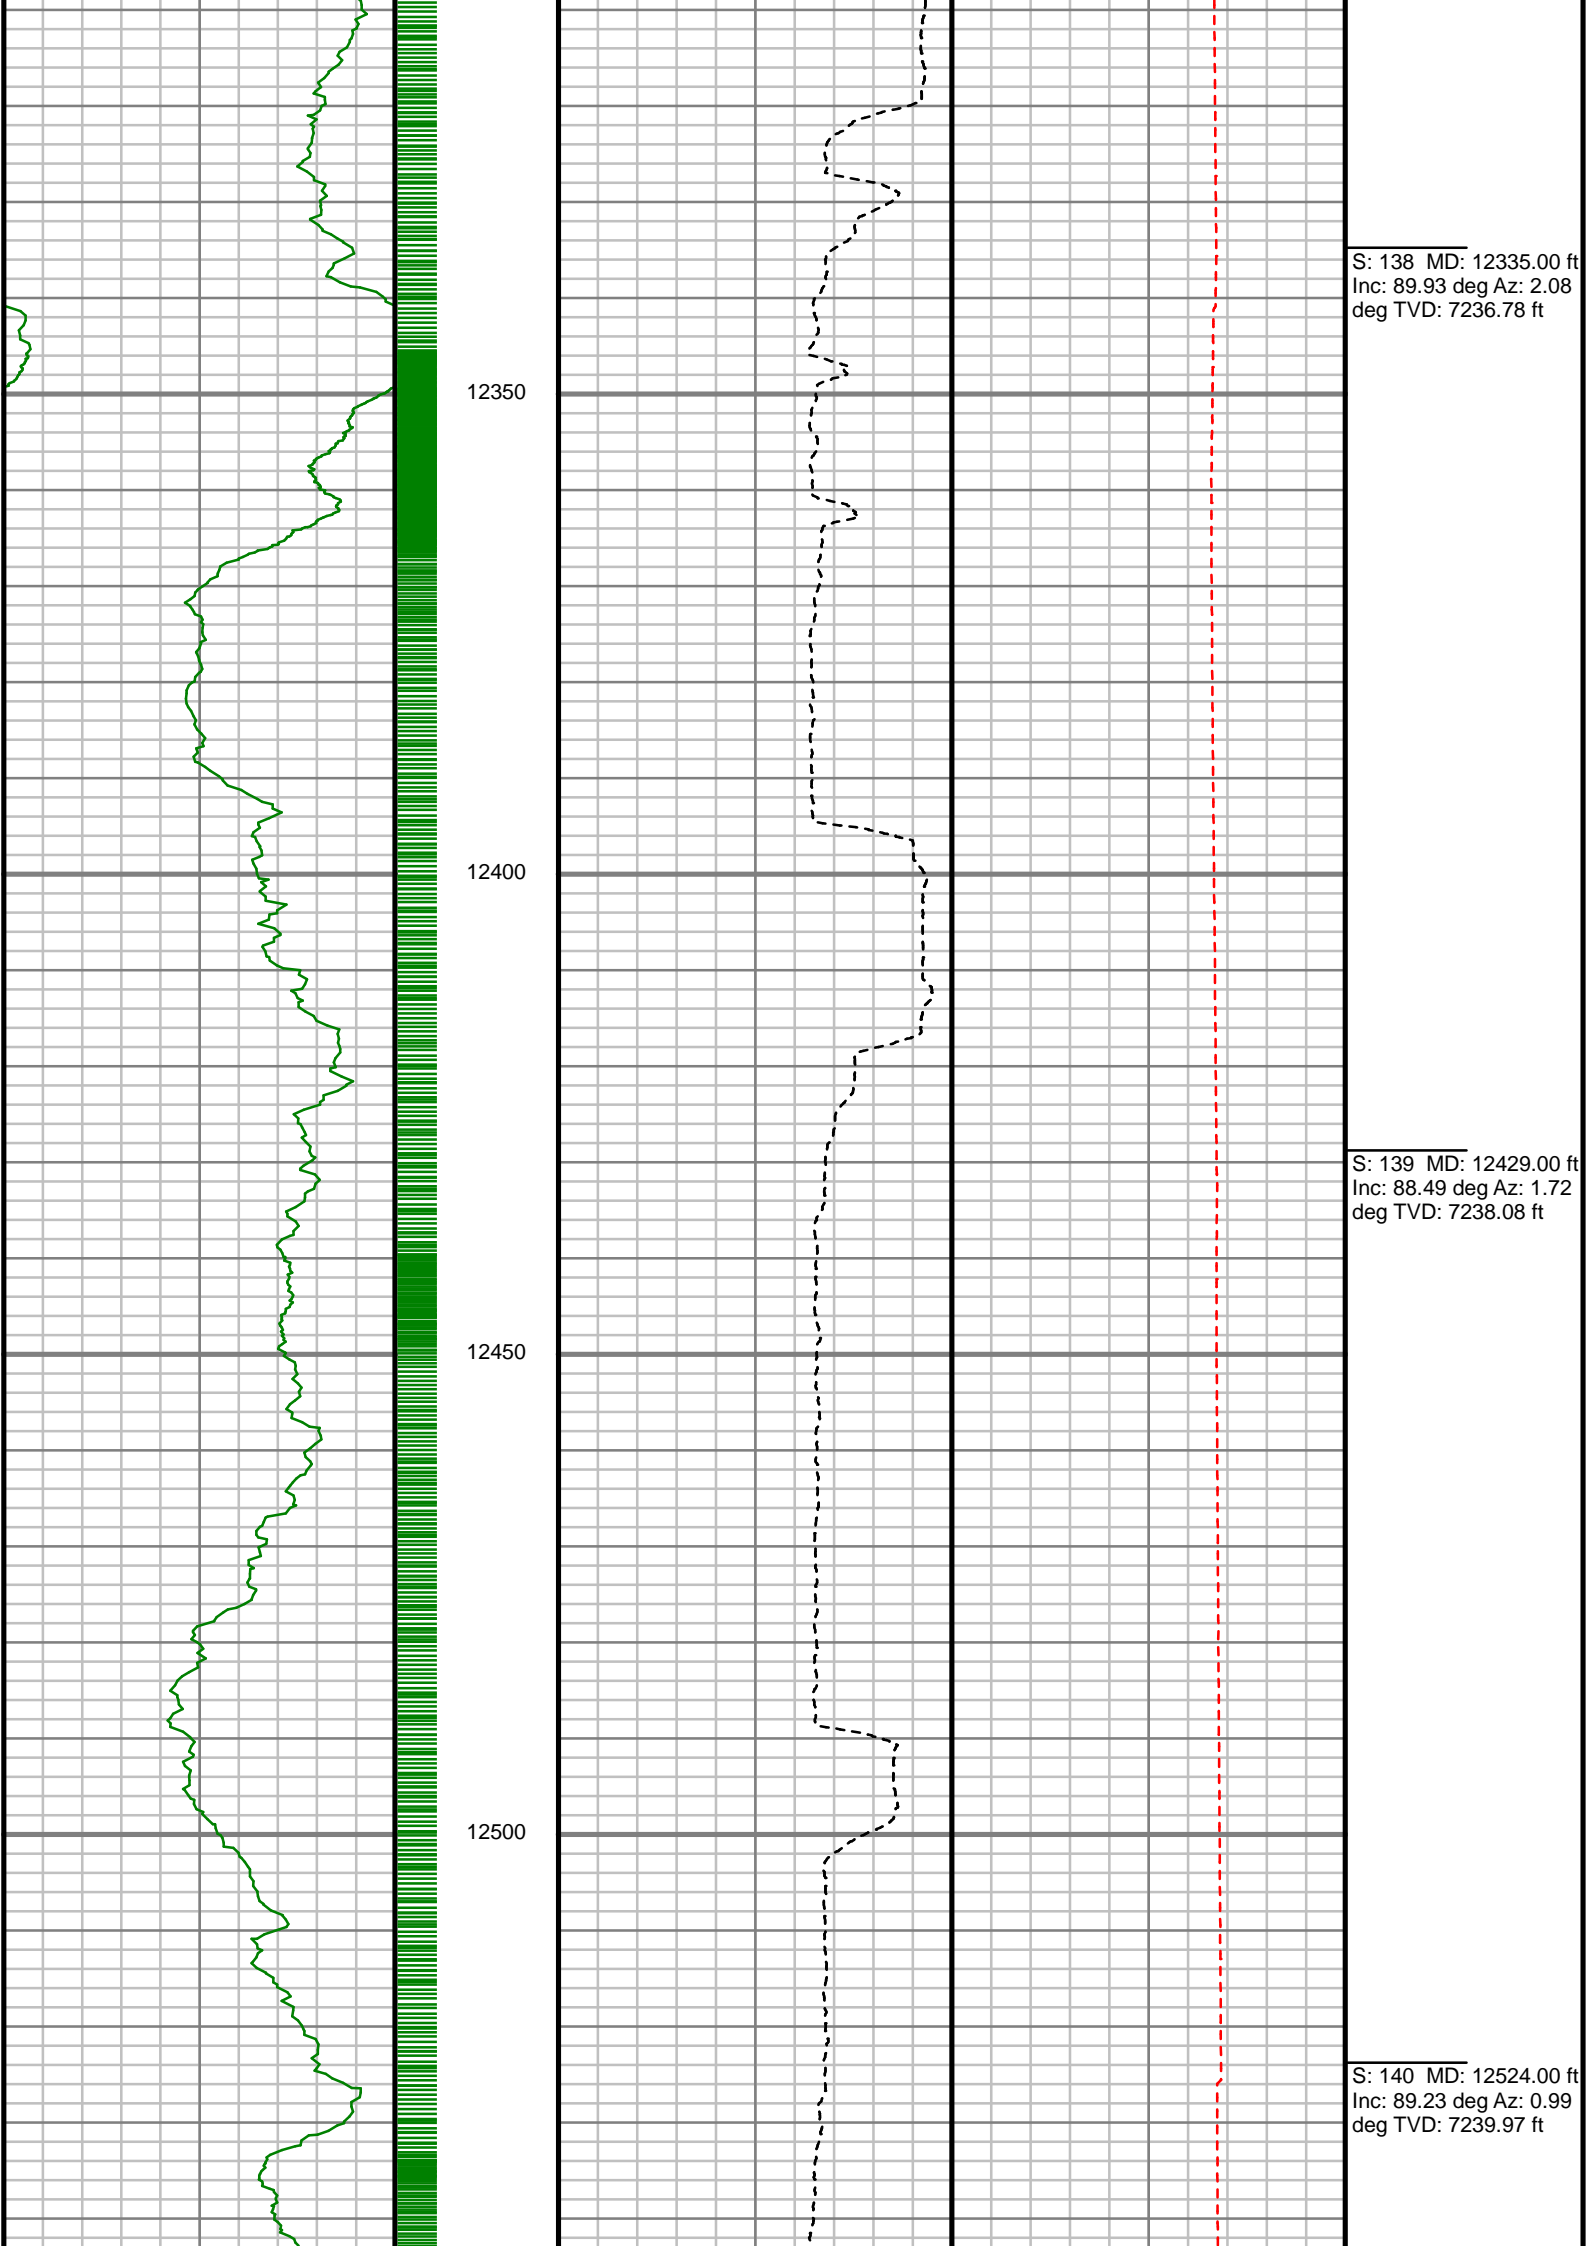 S: 138 MD: 12335.00 ft
Inc: 89.93 deg Az: 2.08
deg TVD: 7236.78 ft
12350
12400
S: 139 MD: 12429.00 ft
Inc: 88.49 deg Az: 1.72
deg TVD: 7238.08 ft
12450
12500
S: 140 MD: 12524.00 ft
Inc: 89.23 deg Az: 0.99
deg TVD: 7239.97 ft